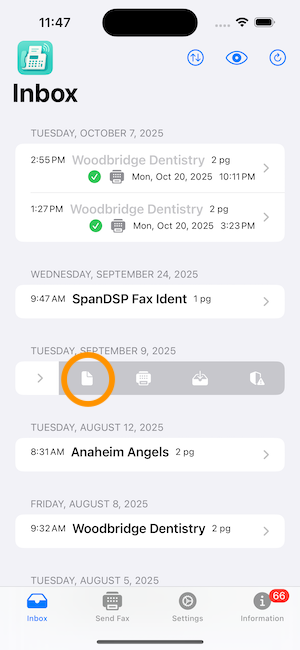 11:47
Inbox
TUESDAY, OCTOBER 7, 2025
2:55 PM Woodbridge Dentistry 2 pg
Mon, Oct 20, 2025 10:11 PM
1:27 PM Woodbridge Dentistry 2 pg
Mon, Oct 20, 2025 3:23 PM
WEDNESDAY, SEPTEMBER 24, 2025
9:47 AM SpanDSP Fax Ident 1 pg
TUESDAY, SEPTEMBER 9, 2025
TUESDAY, AUGUST 12, 2025
8:31 AM Anaheim Angels 2 pg
FRIDAY, AUGUST 8, 2025
9:32 AM Woodbridge Dentistry 2 pg
TUESDAY, AUGUST 5, 2025
66
Inbox Send Fax Settings Information